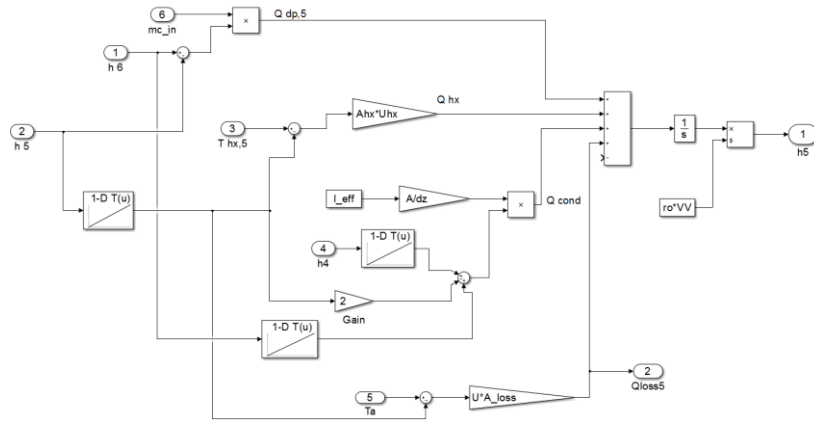 6
mc_in
×
Q dp,5
1
h 6
2
h 5
3
T hx,5
Ahx*Uhx
Q hx
1
s
×
÷
1
h5
1-D T(u)
I_eff
A/dz
×
Q cond
ro*VV
4
h4
1-D T(u)
2
Gain
1-D T(u)
5
Ta
U*A_loss
2
Qloss5